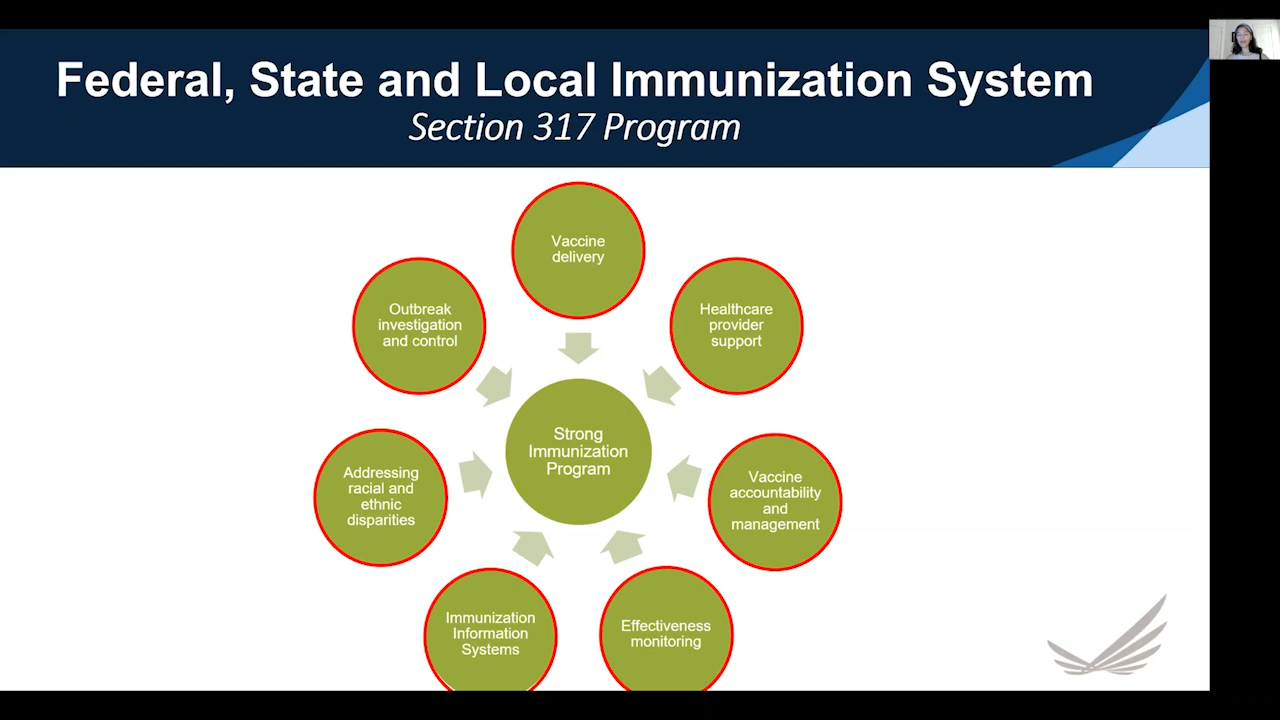 Federal, State and Local Immunization System
Section 317 Program
Vaccine
delivery
Healthcare
provider
support
Vaccine
accountability
and
management
Effectiveness
monitoring
Immunization
Information
Systems
Addressing
racial and
ethnic
disparities
Outbreak
investigation
and control
Strong
Immunization
Program